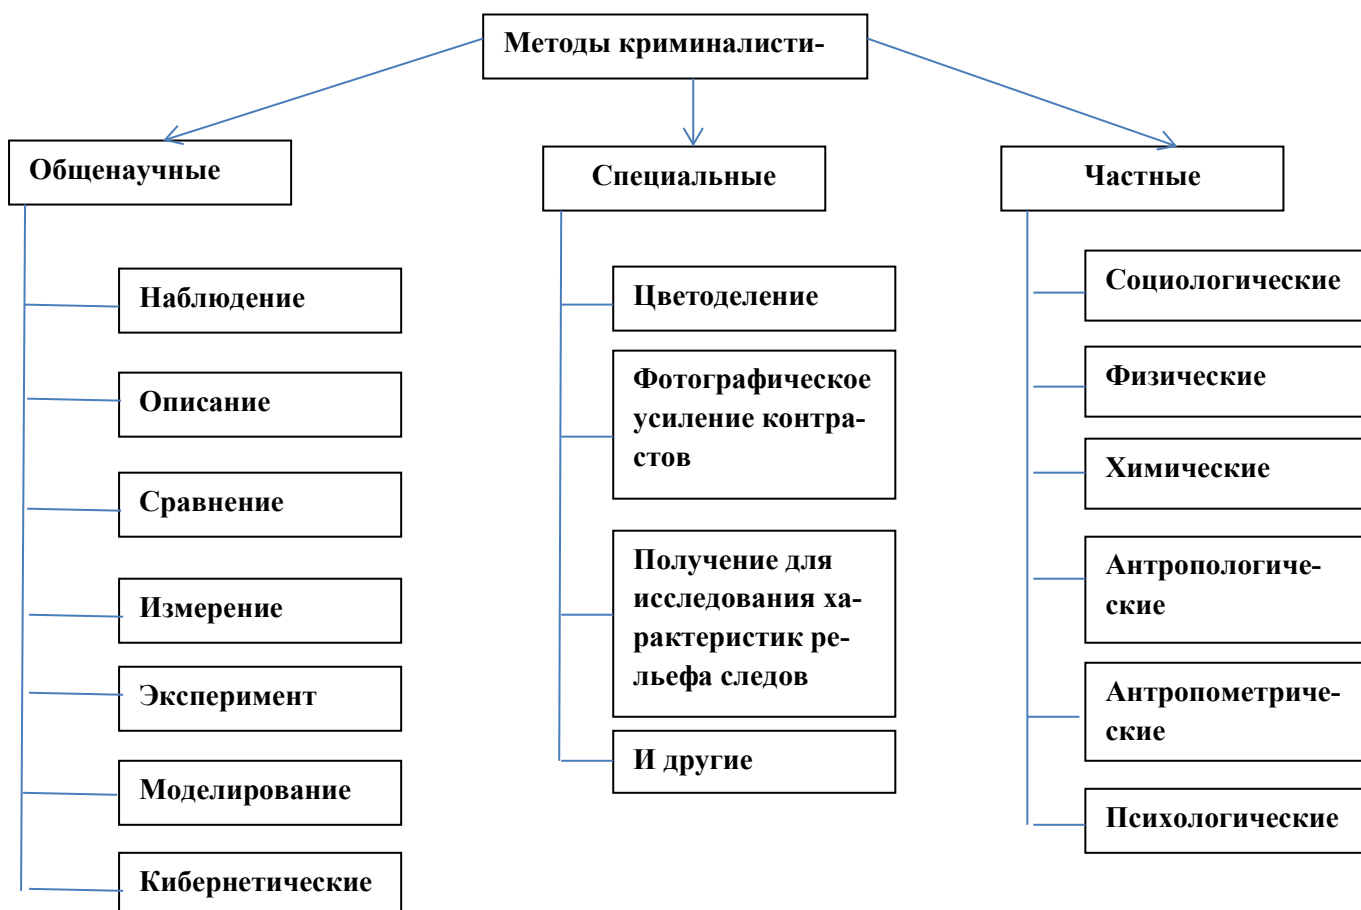 Методы криминалисти-
Общенаучные
Наблюдение
Описание
Сравнение
Измерение
Эксперимент
Моделирование
Кибернетические
Специальные
Цветоделение
Фотографическое
усиление контра-
стов
Получение для
исследования ха-
рактеристик ре-
льефа следов
И другие
Частные
Социологические
Физические
Химические
Антропологиче-
ские
Антропометриче-
ские
Психологические